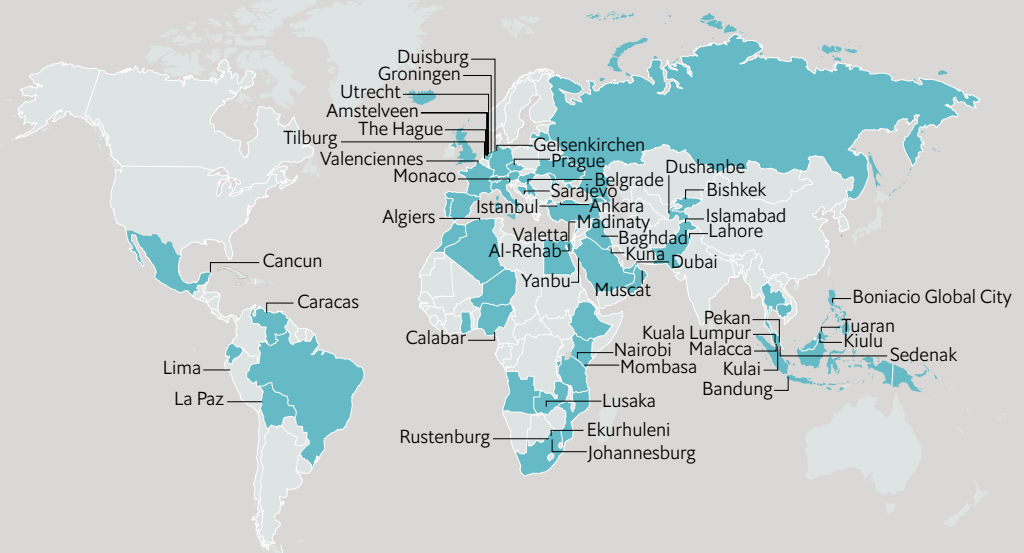 Duisburg
Groningen
Utrecht
Amstelveen
The Hague
Tilburg
Gelsenkirchen
Valenciennes
Prague
Dushanbe
Monaco
Belgrade
Sarajevo
Bishkek
Istanbul
Ankara
Algiers
Madinaty
Islamabad
Valetta
Baghdad
Lahore
Al-Rehab
Kuna
Dubai
Cancun
Yanbu
Muscat
Caracas
Boniacio Global City
Pekan
Tuaran
Calabar
Kuala Lumpur
Kiulu
Nairobi
Malacca
Sedenak
Lima
Mombasa
Kulai
Bandung
La Paz
Lusaka
Rustenburg
Ekurhuleni
Johannesburg